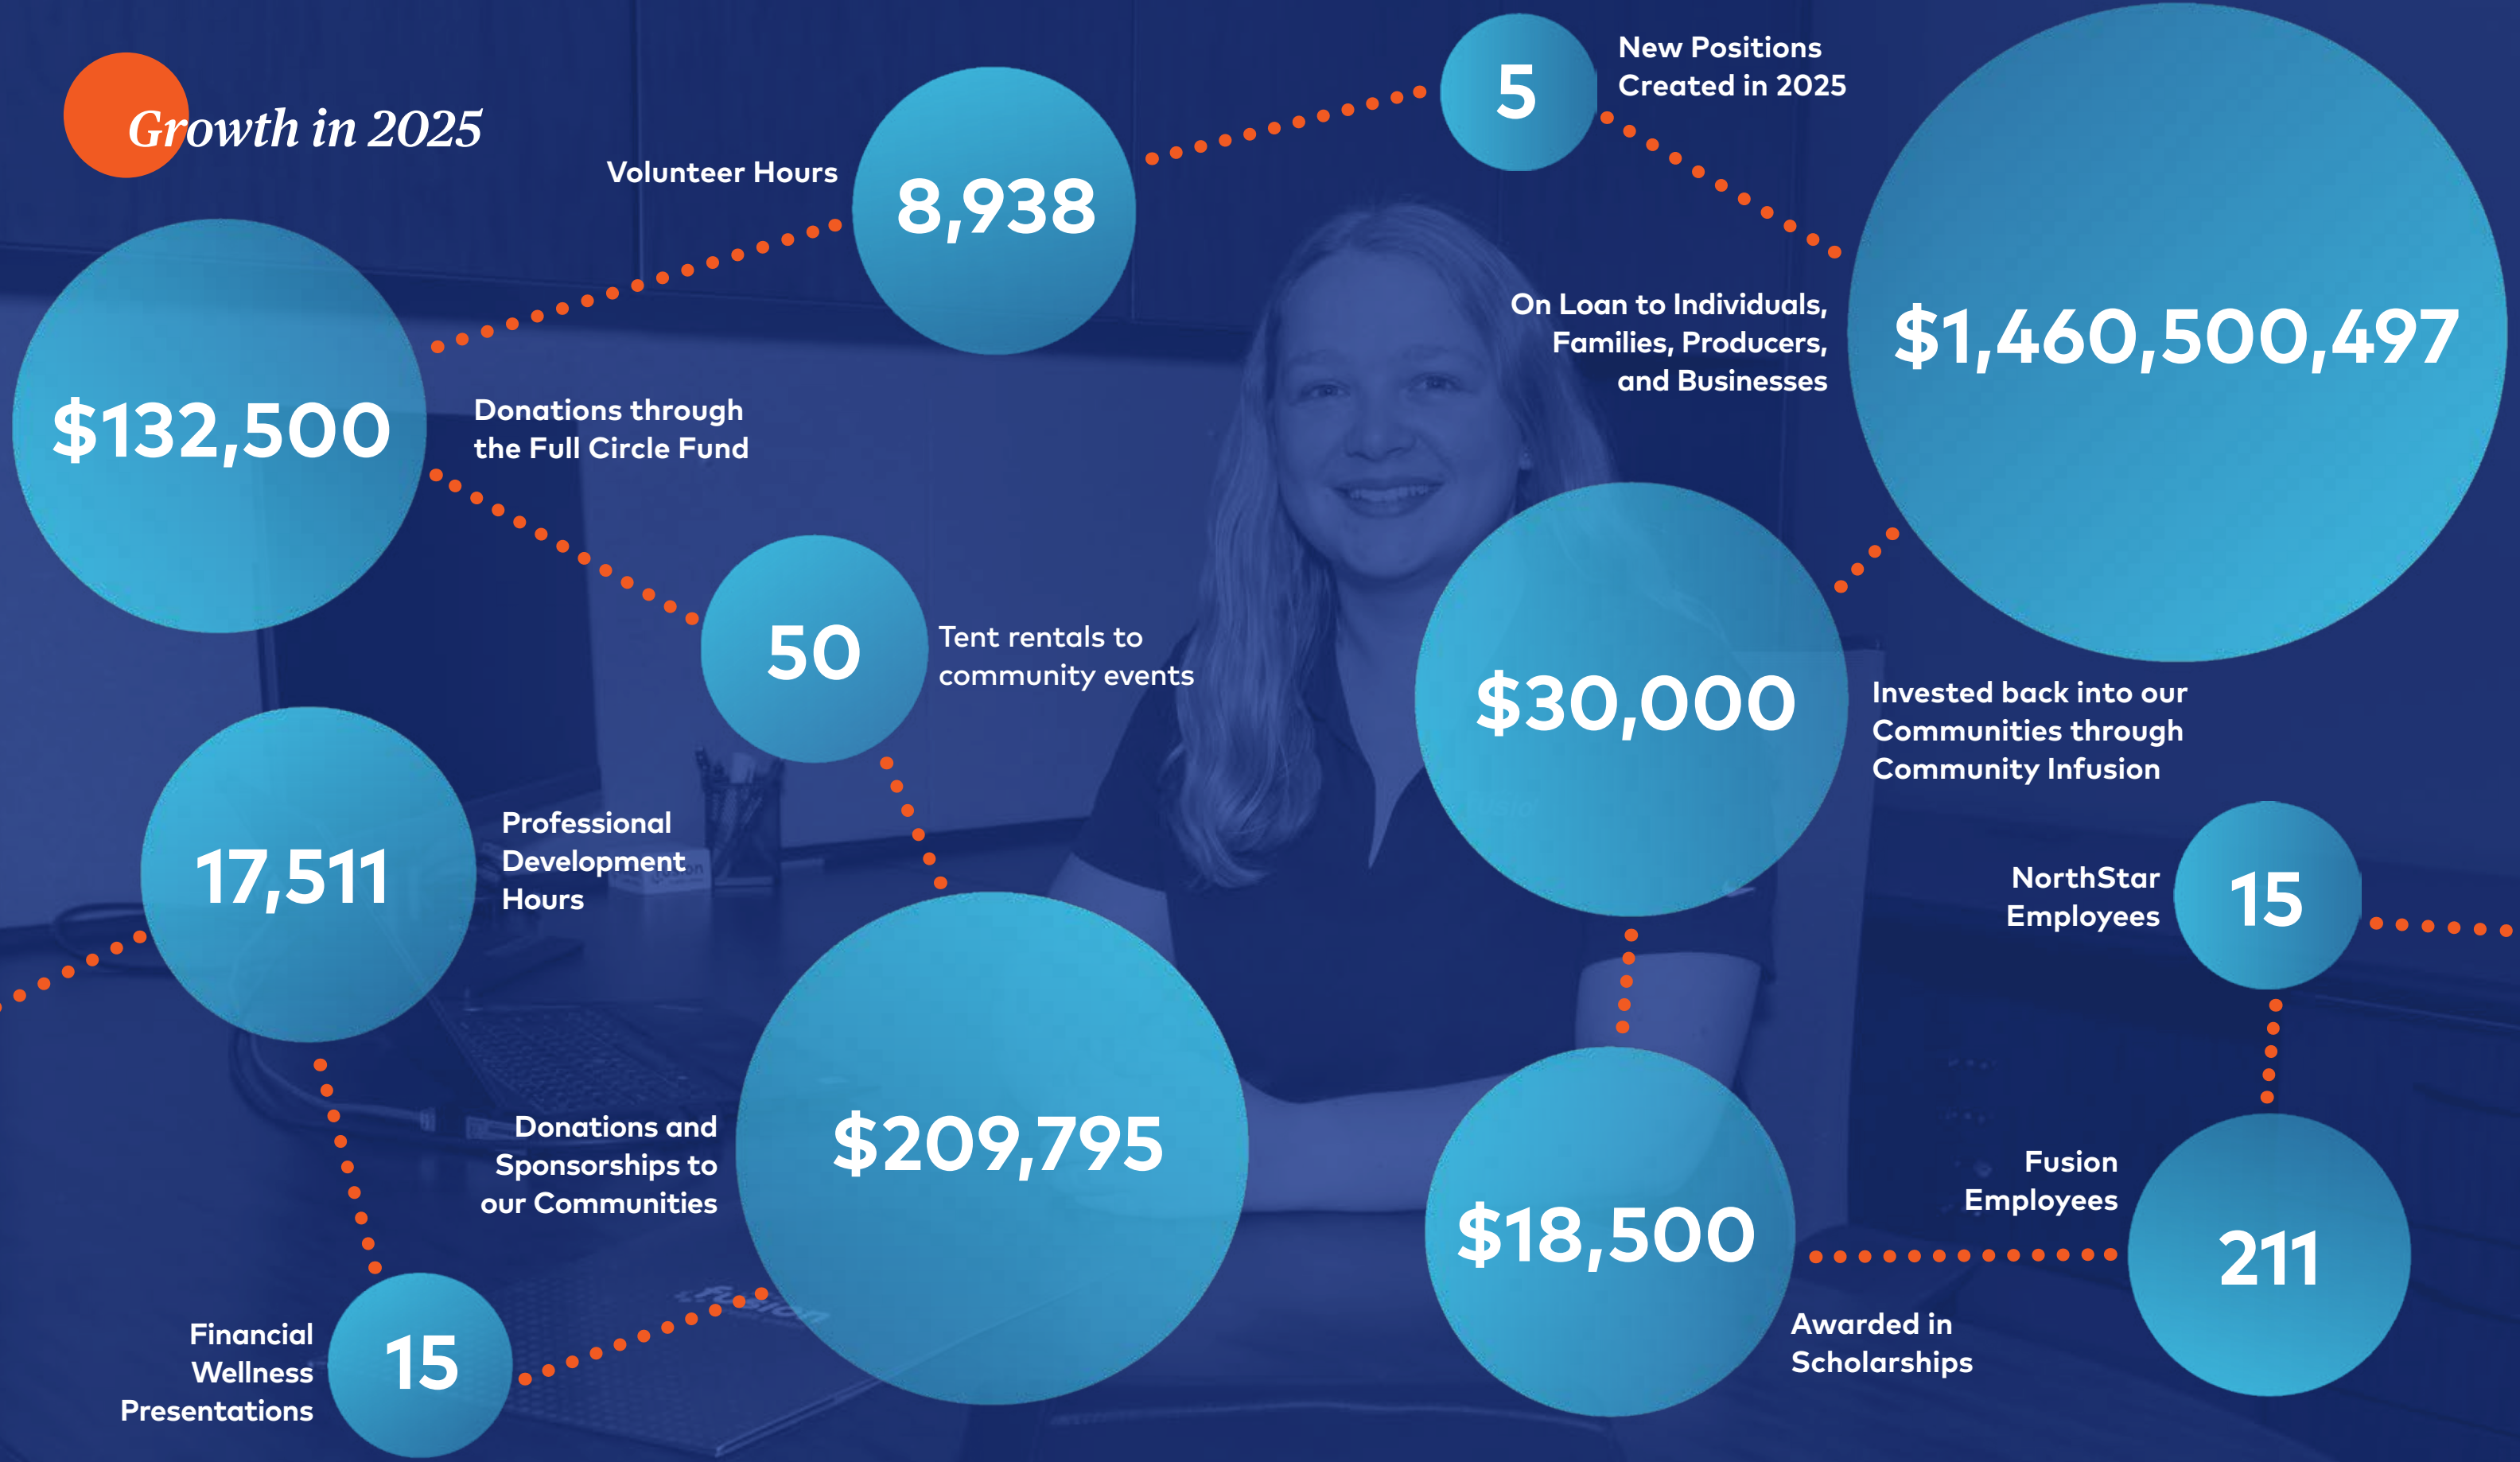 Growth in 2025
Volunteer Hours
8,938
5
New Positions
Created in 2025
On Loan to Individuals,
Families, Producers,
and Businesses
$1,460,500,497
$132,500
Donations through
the Full Circle Fund
50
Tent rentals to
community events
$30,000
Invested back into our
Communities through
Community Infusion
17,511
Professional
Development
Hours
NorthStar
Employees
15
Donations and
Sponsorships to
our Communities
$209,795
$18,500
Awarded in
Scholarships
Fusion
Employees
211
Financial
Wellness
Presentations
15
Fusion